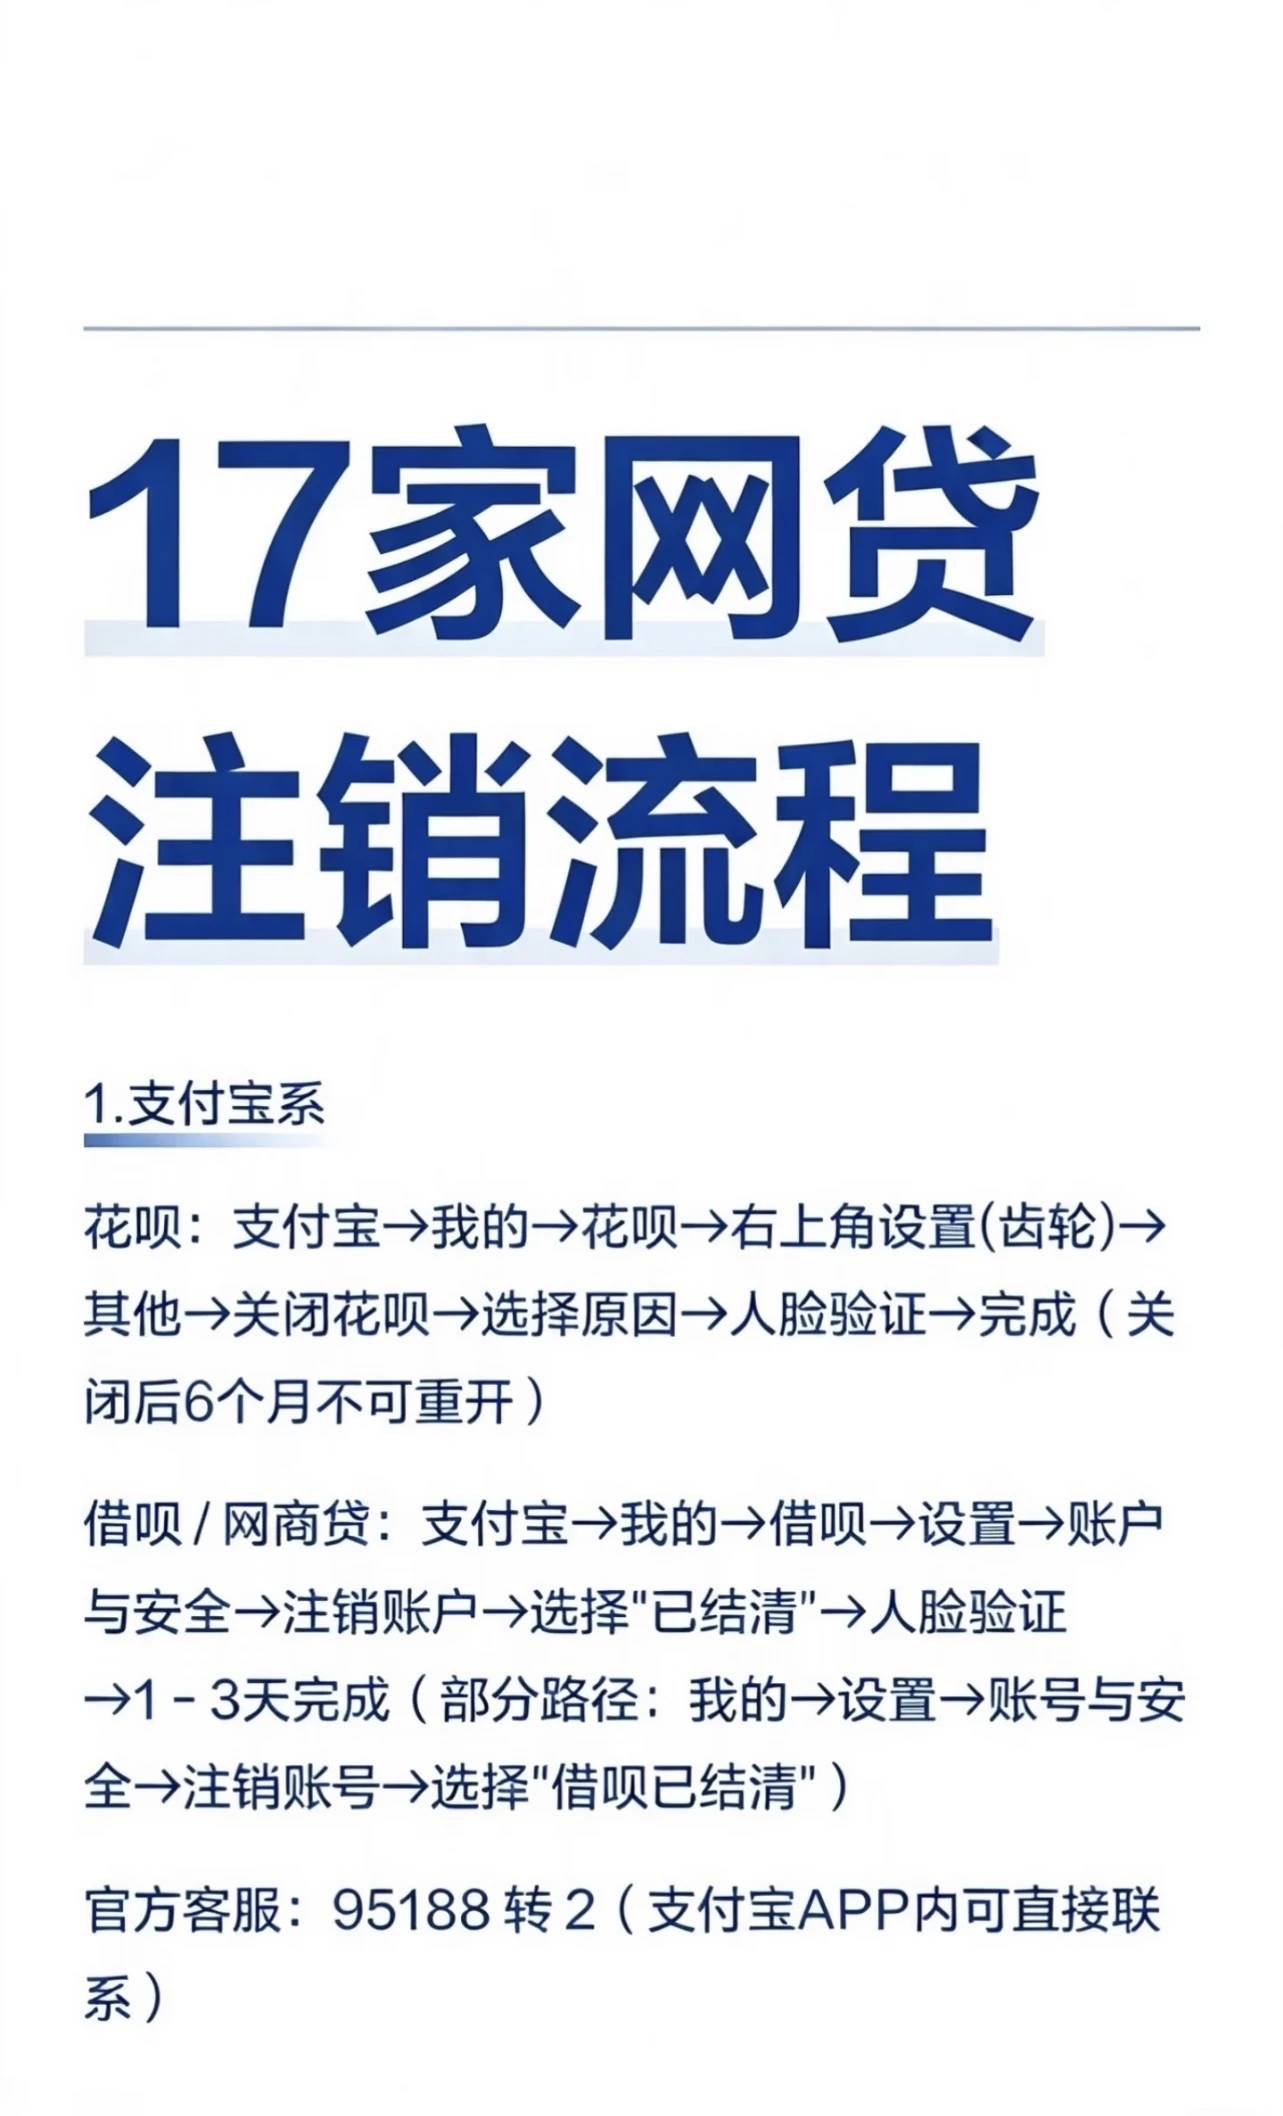 17家网贷
注销流程
1.支付宝系
花呗：支付宝→我的→花呗→右上角设置(齿轮)→
其他→关闭花呗→选择原因→人脸验证→完成（关
闭后6个月不可重开）
借呗 / 网商贷：支付宝→我的→借呗→设置→账户
与安全→注销账户→选择"已结清"→人脸验证
→1 - 3天完成（部分路径：我的→设置→账号与安
全→注销账号→选择"借呗已结清"）
官方客服：95188 转 2（支付宝APP内可直接联
系）